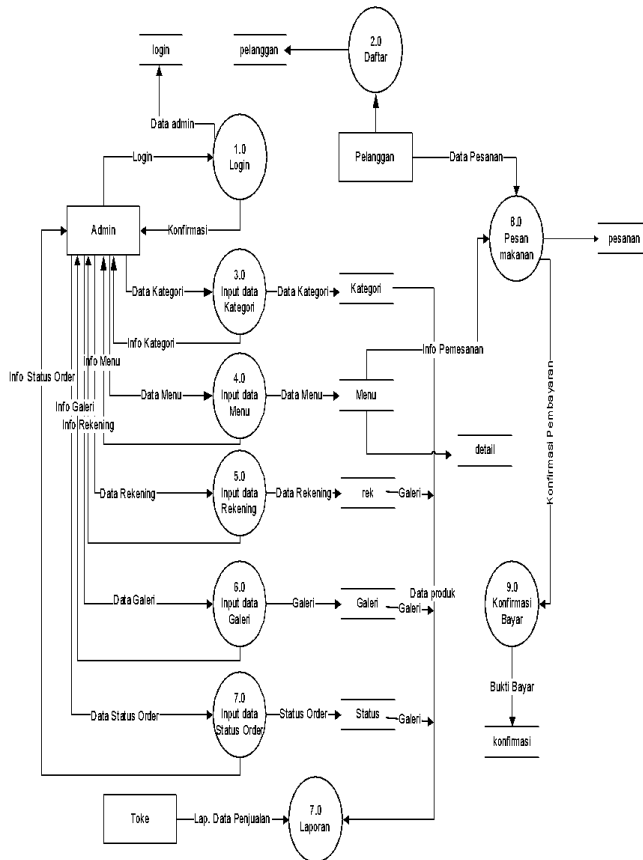 login
pelanggan
2.0
Daftar
Data admin
1.0
Login
Pelanggan
Login
Data Pesanan
Admin
Konfirmasi
8.0
Pesan
makanan
pesanan
3.0
Input data
Kategori
Data Kategori
Data Kategori
Kategori
Info Kategori
Info Menu
Info Pemesanan
Info Status Order
4.0
Input data
Menu
Data Menu
Data Menu
Menu
Info Galeri
Info Rekening
Konfirmasi Pembayaran
detail
5.0
Input data
Rekening
Data Rekening
Data Rekening
rek
Galeri
6.0
Input data
Galeri
Data Galeri
Galeri
Galeri
Galeri
Data produk
9.0
Konfirmasi
Bayar
Bukti Bayar
konfirmasi
7.0
Input data
Status Order
Data Status Order
Status Order
Status
Galeri
Toke
Lap. Data Penjualan
7.0
Laporan